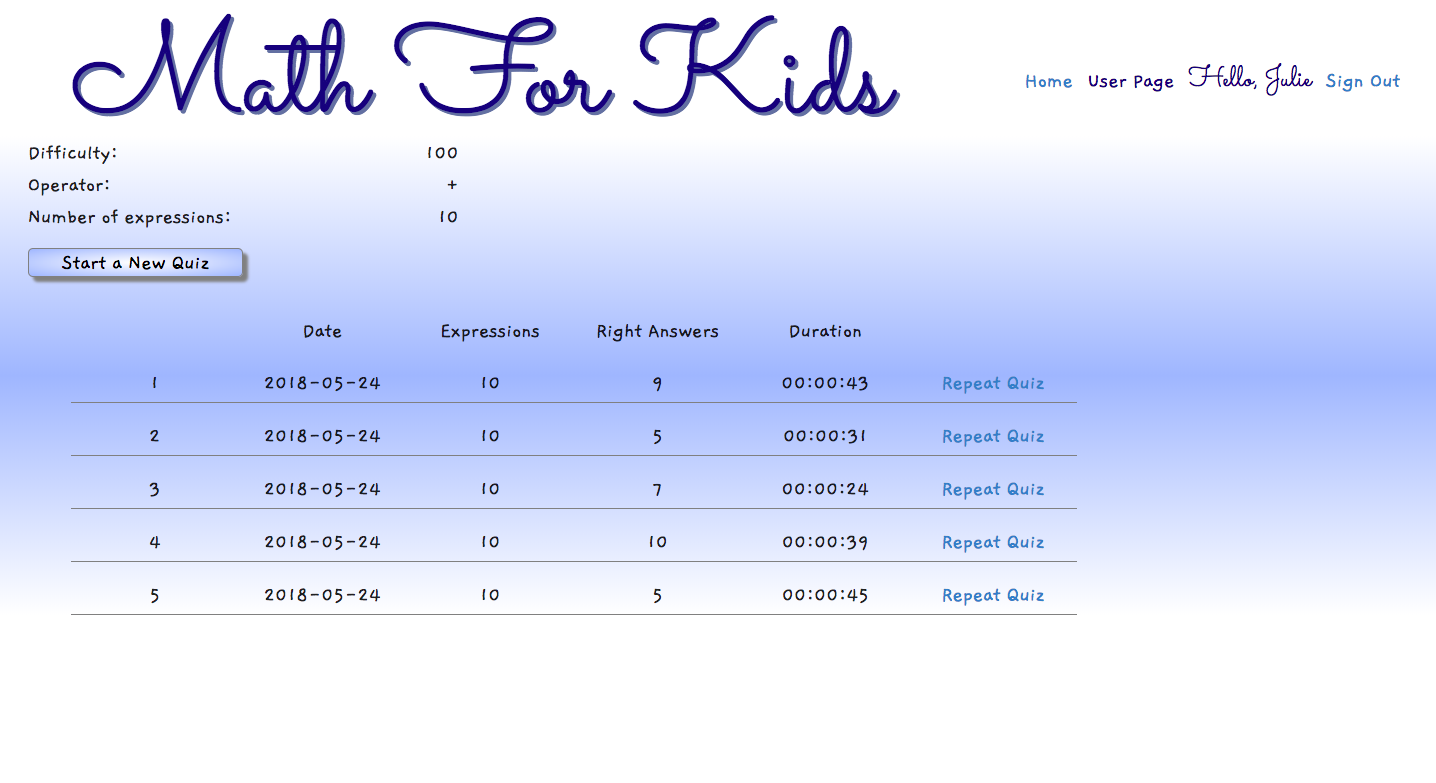 Math For Kids
Home User Page Hello, Julie Sign Out
Difficulty: 100
Operator: +
Number of expressions: 10
Start a New Quiz
Date Expressions Right Answers Duration
1 2018-05-24 10 9 00:00:43 Repeat Quiz
2 2018-05-24 10 5 00:00:31 Repeat Quiz
3 2018-05-24 10 7 00:00:24 Repeat Quiz
4 2018-05-24 10 10 00:00:39 Repeat Quiz
5 2018-05-24 10 5 00:00:45 Repeat Quiz